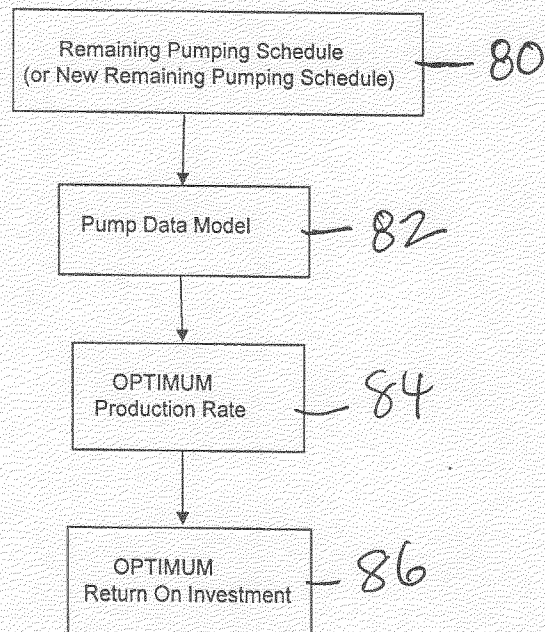 Remaining Pumping Schedule
(or New Remaining Pumping Schedule)
80
Pump Data Model
82
OPTIMUM
Production Rate
84
OPTIMUM
Return On Investment
86